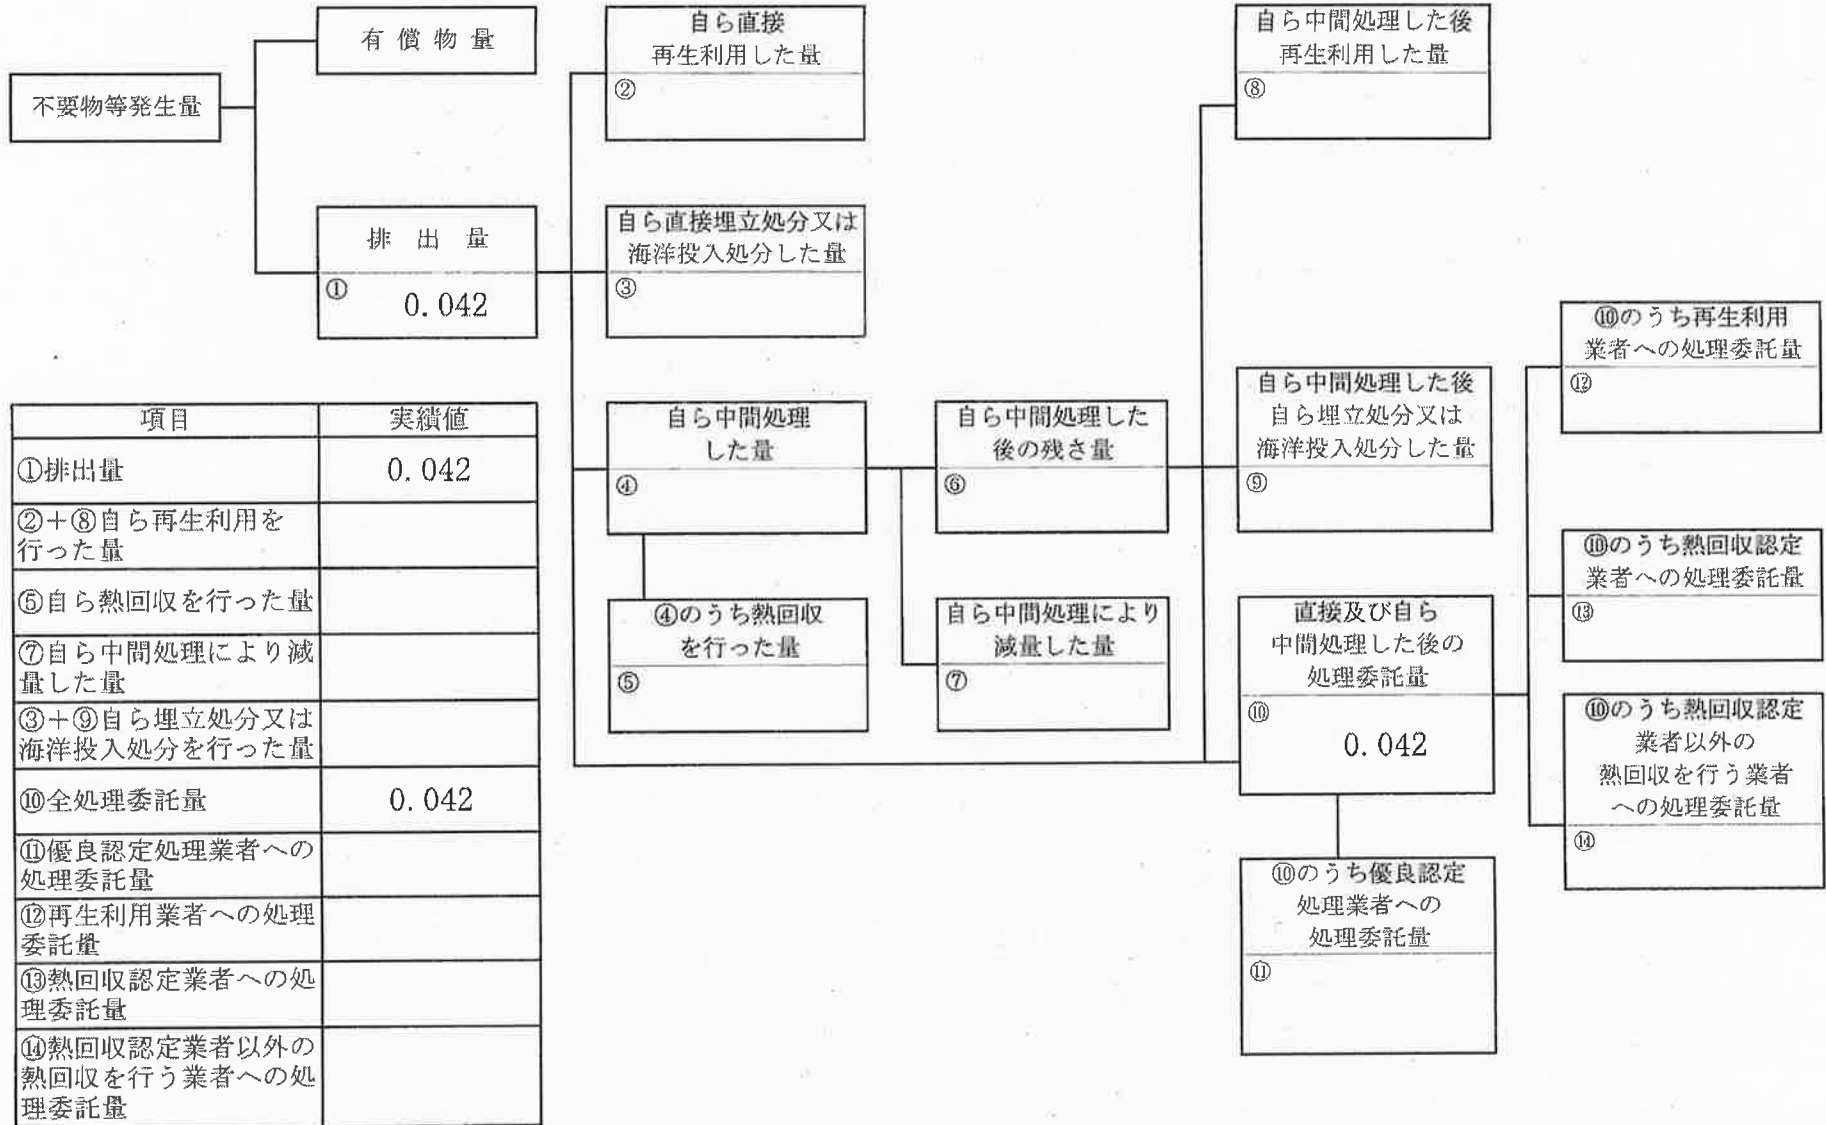 不要物等発生量
有償物量
排出量
①
0.042
自ら直接
再生利用した量
②
自ら直接埋立処分又は
海洋投入処分した量
③
自ら中間処理
した量
④
④のうち熱回収
を行った量
⑤
自ら中間処理した
後の残さ量
⑥
自ら中間処理により
減量した量
⑦
自ら中間処理した後
再生利用した量
⑧
自ら中間処理した後
自ら埋立処分又は
海洋投入処分した量
⑨
直接及び自ら
中間処理した後の
処理委託量
⑩
0.042
⑩のうち優良認定
処理業者への
処理委託量
⑪
⑩のうち再生利用
業者への処理委託量
⑫
⑩のうち熱回収認定
業者への処理委託量
⑬
⑩のうち熱回収認定
業者以外の
熱回収を行う業者
への処理委託量
⑭
項目 実績値
①排出量 0.042
②+⑧自ら再生利用を
行った量
⑤自ら熱回収を行った量
⑦自ら中間処理により減
量した量
③+⑨自ら埋立処分又は
海洋投入処分を行った量
⑩全処理委託量 0.042
⑪優良認定処理業者への
処理委託量
⑫再生利用業者への処理
委託量
⑬熱回収認定業者への処
理委託量
⑭熱回収認定業者以外の
熱回収を行う業者への処
理委託量